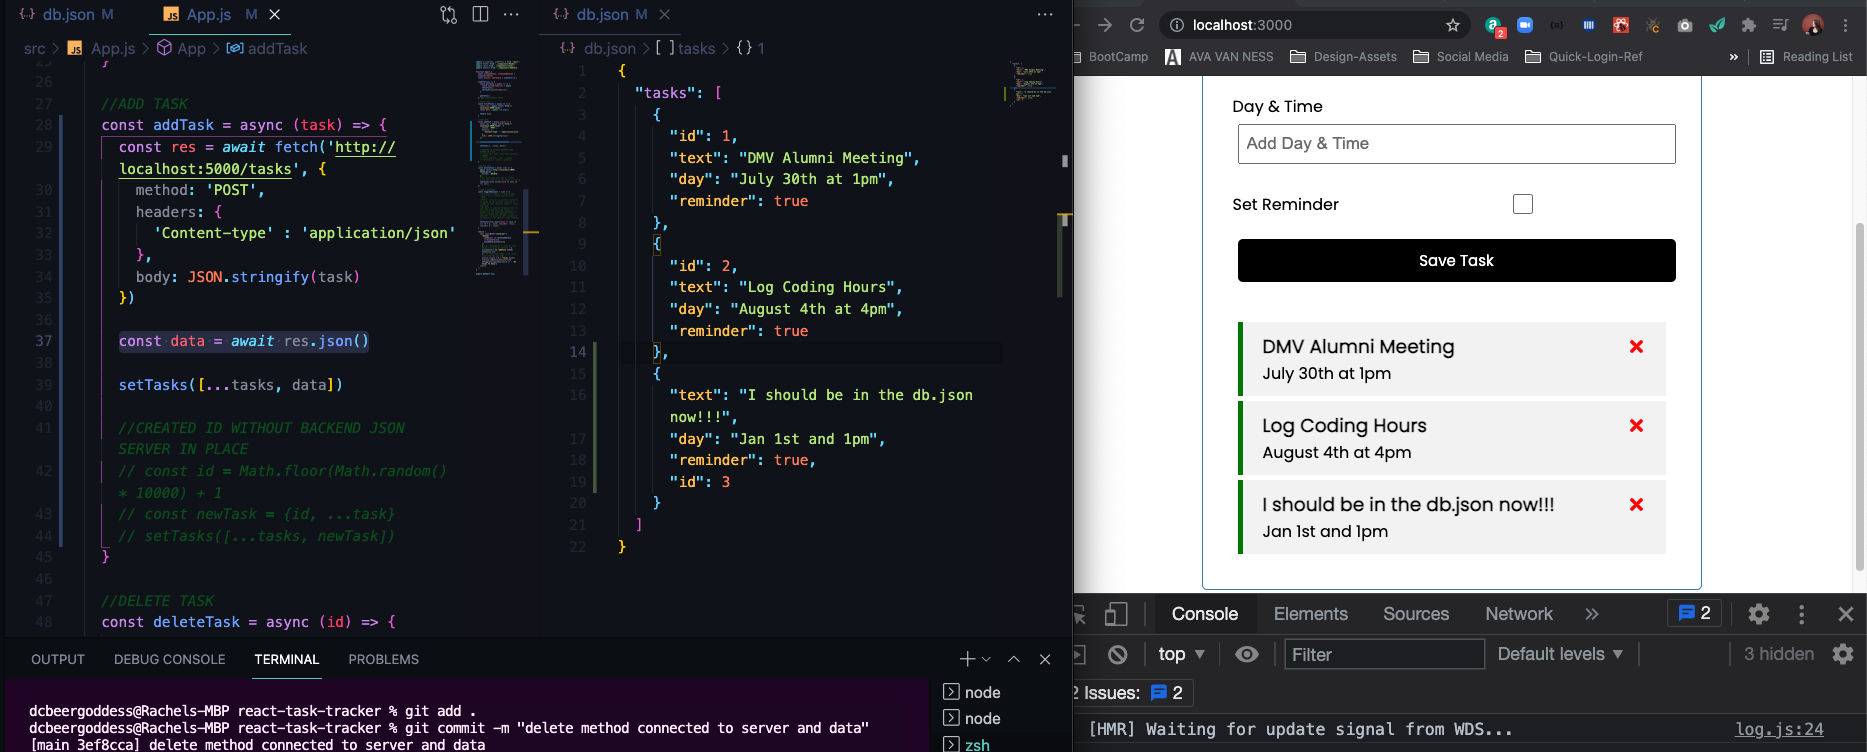 db.json M
App.js M
src > App.js > App > addTask
25 }
26
27 //ADD TASK
28 const addTask = async (task) => {
29 const res = await fetch('http://
localhost:5000/tasks', {
30 method: 'POST',
31 headers: {
32 'Content-type' : 'application/json'
33 },
34 body: JSON.stringify(task)
35 })
36
37 const data = await res.json()
38
39 setTasks([...tasks, data])
40
41 //CREATED ID WITHOUT BACKEND JSON
SERVER IN PLACE
42 // const id = Math.floor(Math.random()
* 10000) + 1
43 // const newTask = {id, ...task}
44 // setTasks([...tasks, newTask])
45 }
46
47 //DELETE TASK
48 const deleteTask = async (id) => {
db.json M
db.json > [ ] tasks > {} 1
1 {
2 "tasks": [
3 {
4 "id": 1,
5 "text": "DMV Alumni Meeting",
6 "day": "July 30th at 1pm",
7 "reminder": true
8 },
9 {
10 "id": 2,
11 "text": "Log Coding Hours",
12 "day": "August 4th at 4pm",
13 "reminder": true
14 },
15 {
16 "text": "I should be in the db.json
now!!!",
17 "day": "Jan 1st and 1pm",
18 "reminder": true,
19 "id": 3
20 }
21 ]
22 }
OUTPUT DEBUG CONSOLE TERMINAL PROBLEMS
dcbeergoddess@Rachels-MBP react-task-tracker % git add .
dcbeergoddess@Rachels-MBP react-task-tracker % git commit -m "delete method connected to server and data"
[main 3ef8cca] delete method connected to server and data
node
node
zsh
localhost:3000
2
BootCamp AVA VAN NESS Design-Assets Social Media Quick-Login-Ref » Reading List
Day & Time
Add Day & Time
Set Reminder
Save Task
DMV Alumni Meeting
July 30th at 1pm
Log Coding Hours
August 4th at 4pm
I should be in the db.json now!!!
Jan 1st and 1pm
Console Elements Sources Network » 2
top Filter Default levels 3 hidden
2 Issues: 2
[HMR] Waiting for update signal from WDS... log.js:24